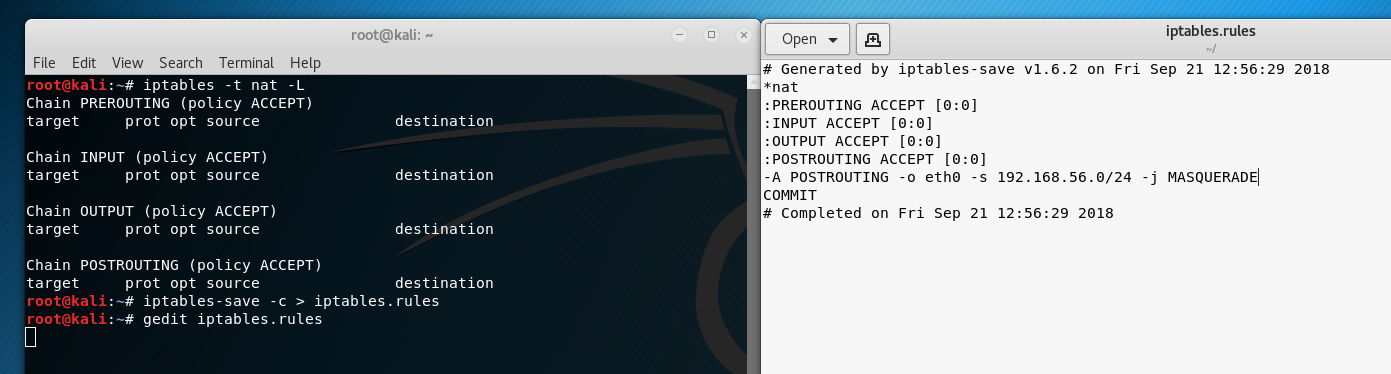 root@kali: ~
File Edit View Search Terminal Help
root@kali:~# iptables -t nat -L
Chain PREROUTING (policy ACCEPT)
target     prot opt source               destination

Chain INPUT (policy ACCEPT)
target     prot opt source               destination

Chain OUTPUT (policy ACCEPT)
target     prot opt source               destination

Chain POSTROUTING (policy ACCEPT)
target     prot opt source               destination
root@kali:~# iptables-save -c > iptables.rules
root@kali:~# gedit iptables.rules
Open
iptables.rules
~/
# Generated by iptables-save v1.6.2 on Fri Sep 21 12:56:29 2018
*nat
:PREROUTING ACCEPT [0:0]
:INPUT ACCEPT [0:0]
:OUTPUT ACCEPT [0:0]
:POSTROUTING ACCEPT [0:0]
-A POSTROUTING -o eth0 -s 192.168.56.0/24 -j MASQUERADE
COMMIT
# Completed on Fri Sep 21 12:56:29 2018